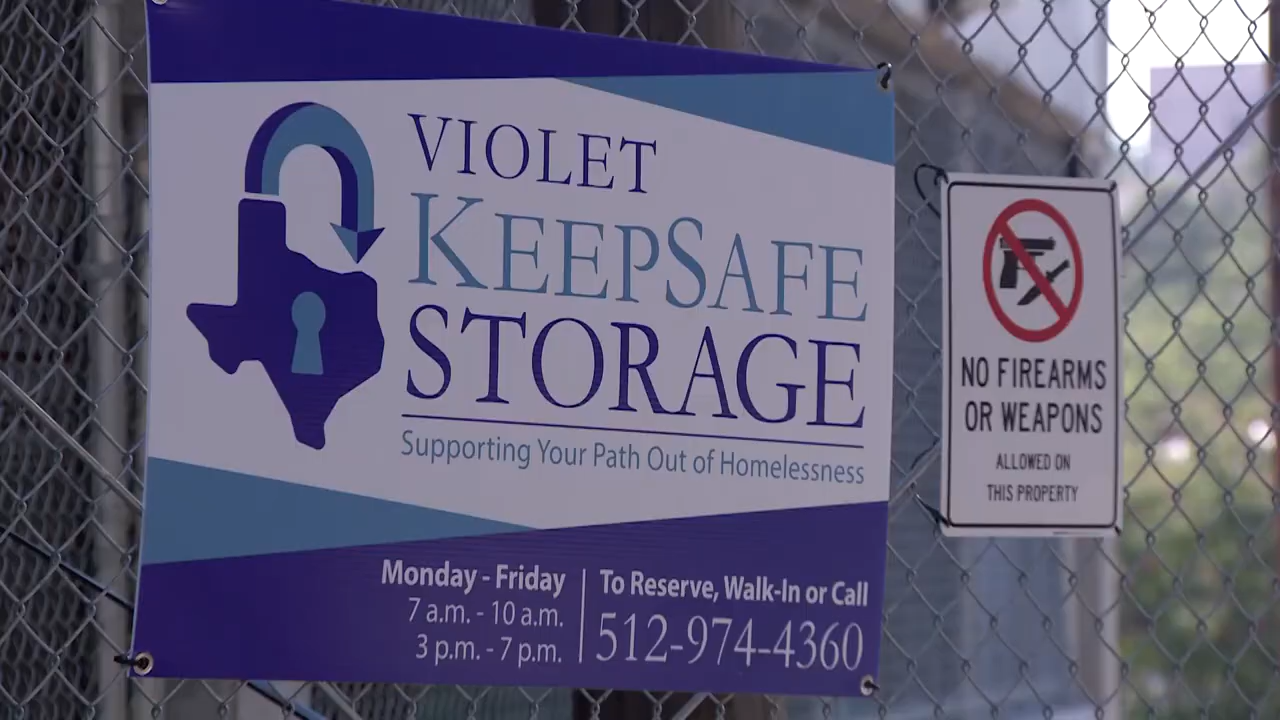 VIOLET
KEEPSAFE
STORAGE
Supporting Your Path Out of Homelessness
Monday - Friday
7 a.m. - 10 a.m.
3 p.m. - 7 p.m.
To Reserve, Walk-In or Call
512-974-4360
NO FIREARMS
OR WEAPONS
ALLOWED ON
THIS PROPERTY